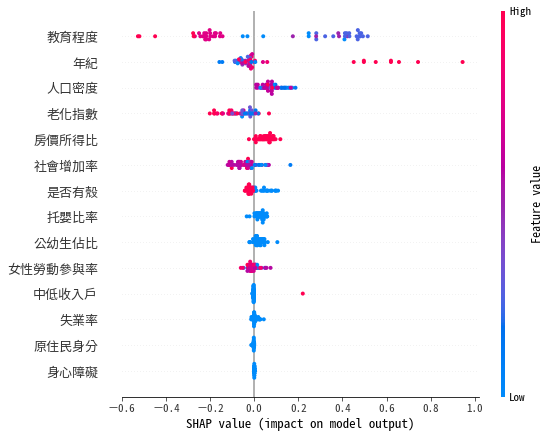 High
教育程度
年紀
人口密度
老化指數
房價所得比
社會增加率
是否有殼
托嬰比率
公幼生佔比
女性勞動參與率
中低收入戶
失業率
原住民身分
身心障礙
Feature value
Low
−0.6 −0.4 −0.2 0.0 0.2 0.4 0.6 0.8 1.0
SHAP value (impact on model output)